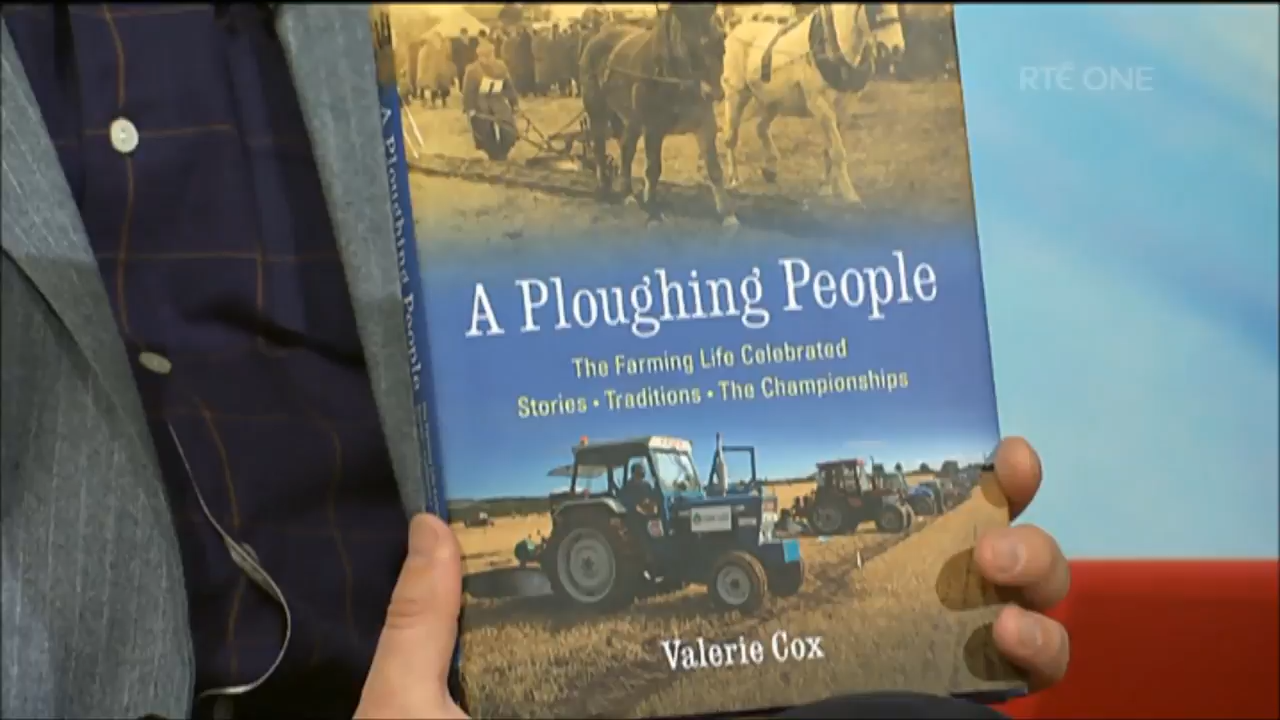 RTÉ ONE
A Ploughing People
A Ploughing People
The Farming Life Celebrated
Stories • Traditions • The Championships
Valerie Cox